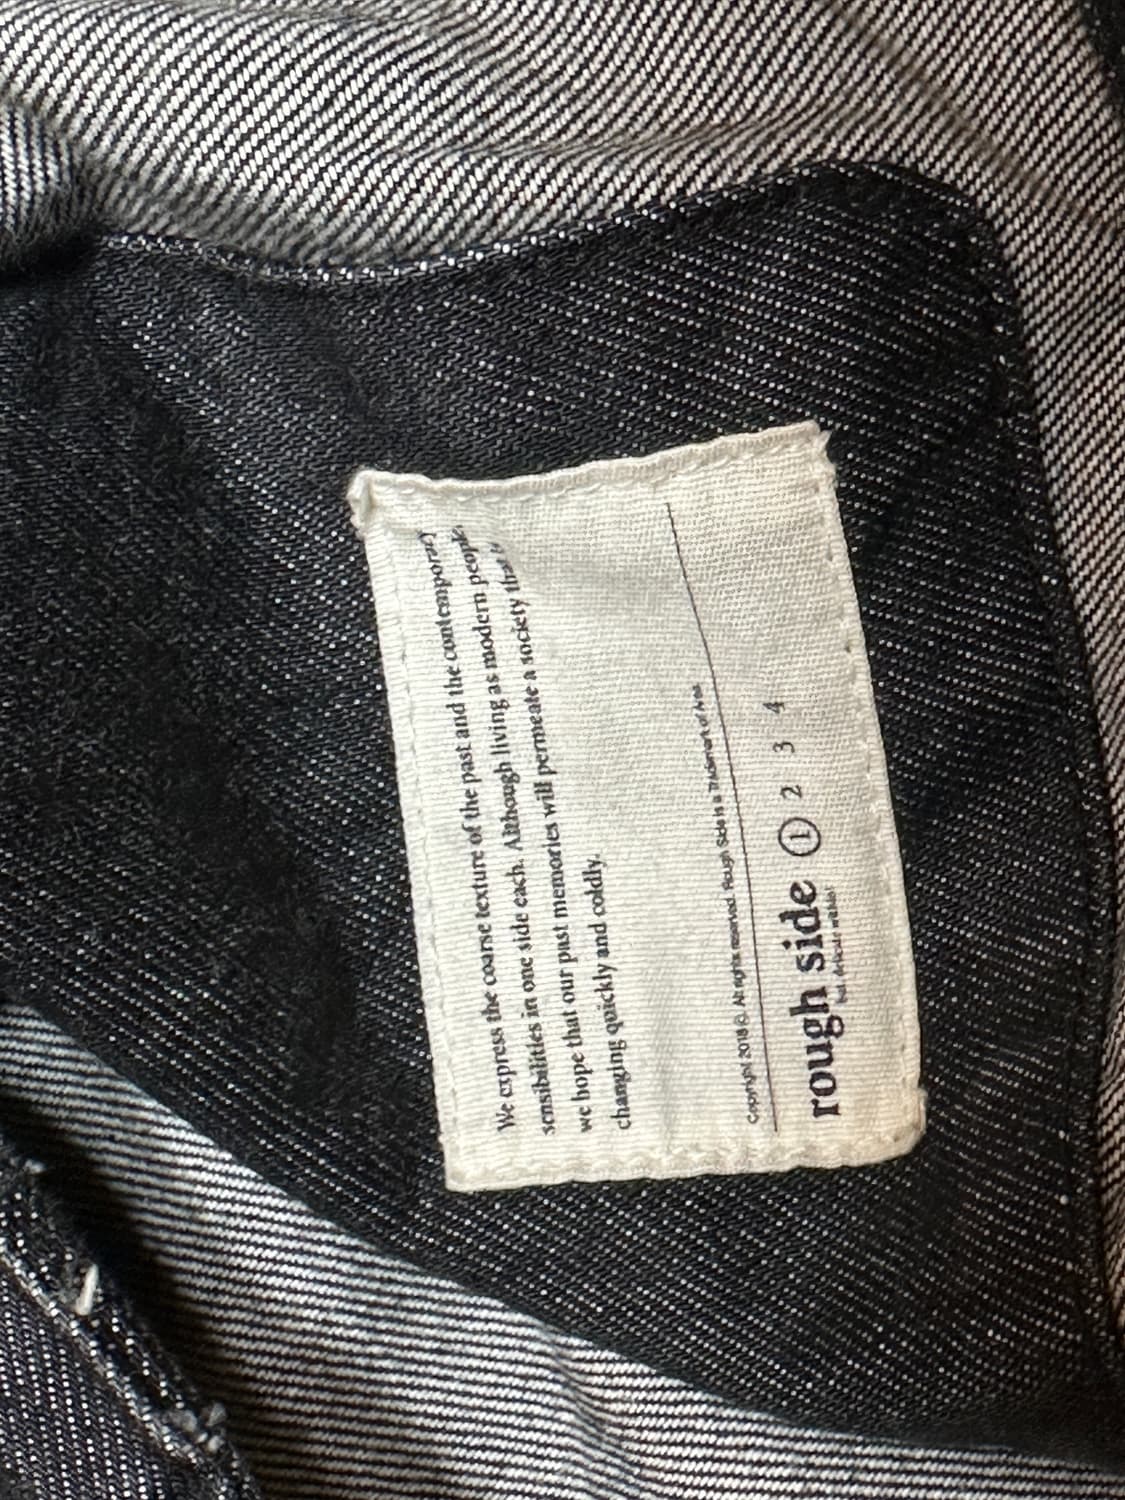 We express the coarse texture of the past and the contemporary
sensibilities in one side each. Although living as modern people,
we hope that our past memories will permeate a society that is
changing quickly and coldly.
Copyright 2018 ©. All rights reserved. Rough Side is a Trademark of
rough side ① 2 3 4
but delicate